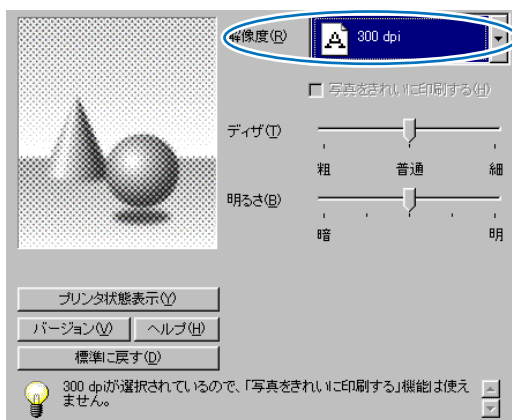 解像度(R)
300 dpi
写真をきれいに印刷する(H)
ディザ(T)
粗 普通 細
明るさ(B)
暗 明
プリンタ状態表示(Y)
バージョン(V) ヘルプ(H)
標準に戻す(D)
300 dpiが選択されているので、「写真をきれいに印刷する」機能は使え
ません。